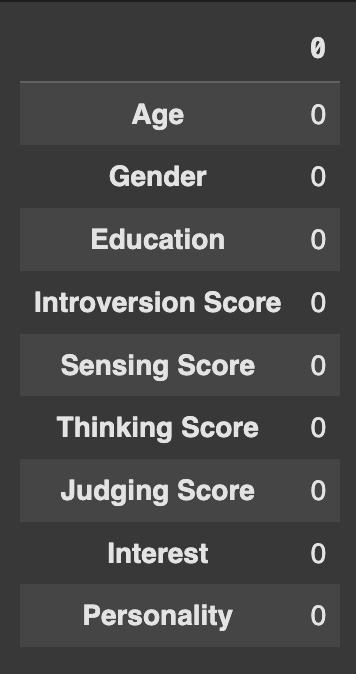 0
Age 0
Gender 0
Education 0
Introversion Score 0
Sensing Score 0
Thinking Score 0
Judging Score 0
Interest 0
Personality 0